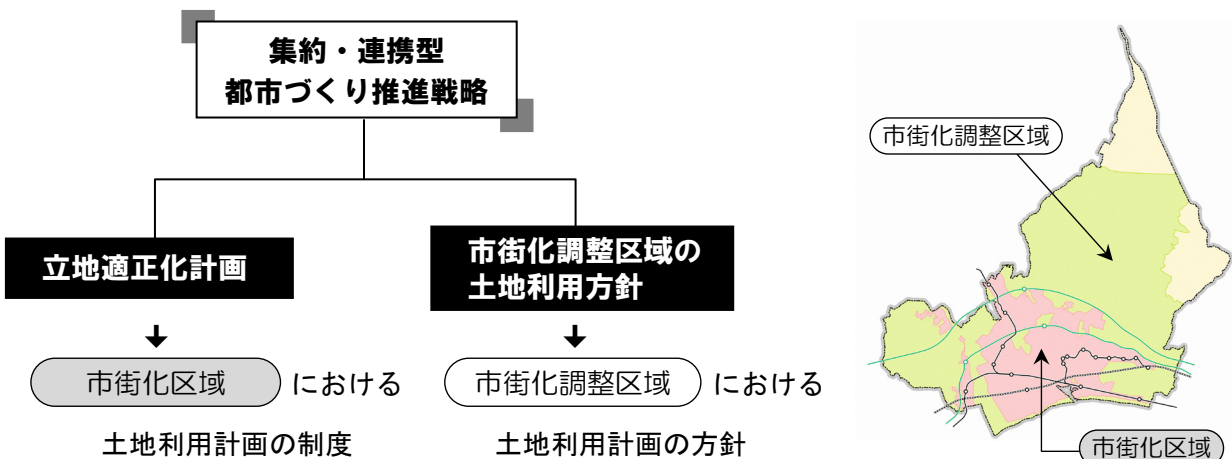 集約・連携型
都市づくり推進戦略
立地適正化計画
市街化区域 における
土地利用計画の制度
市街化調整区域の
土地利用方針
市街化調整区域 における
土地利用計画の方針
市街化調整区域
市街化区域